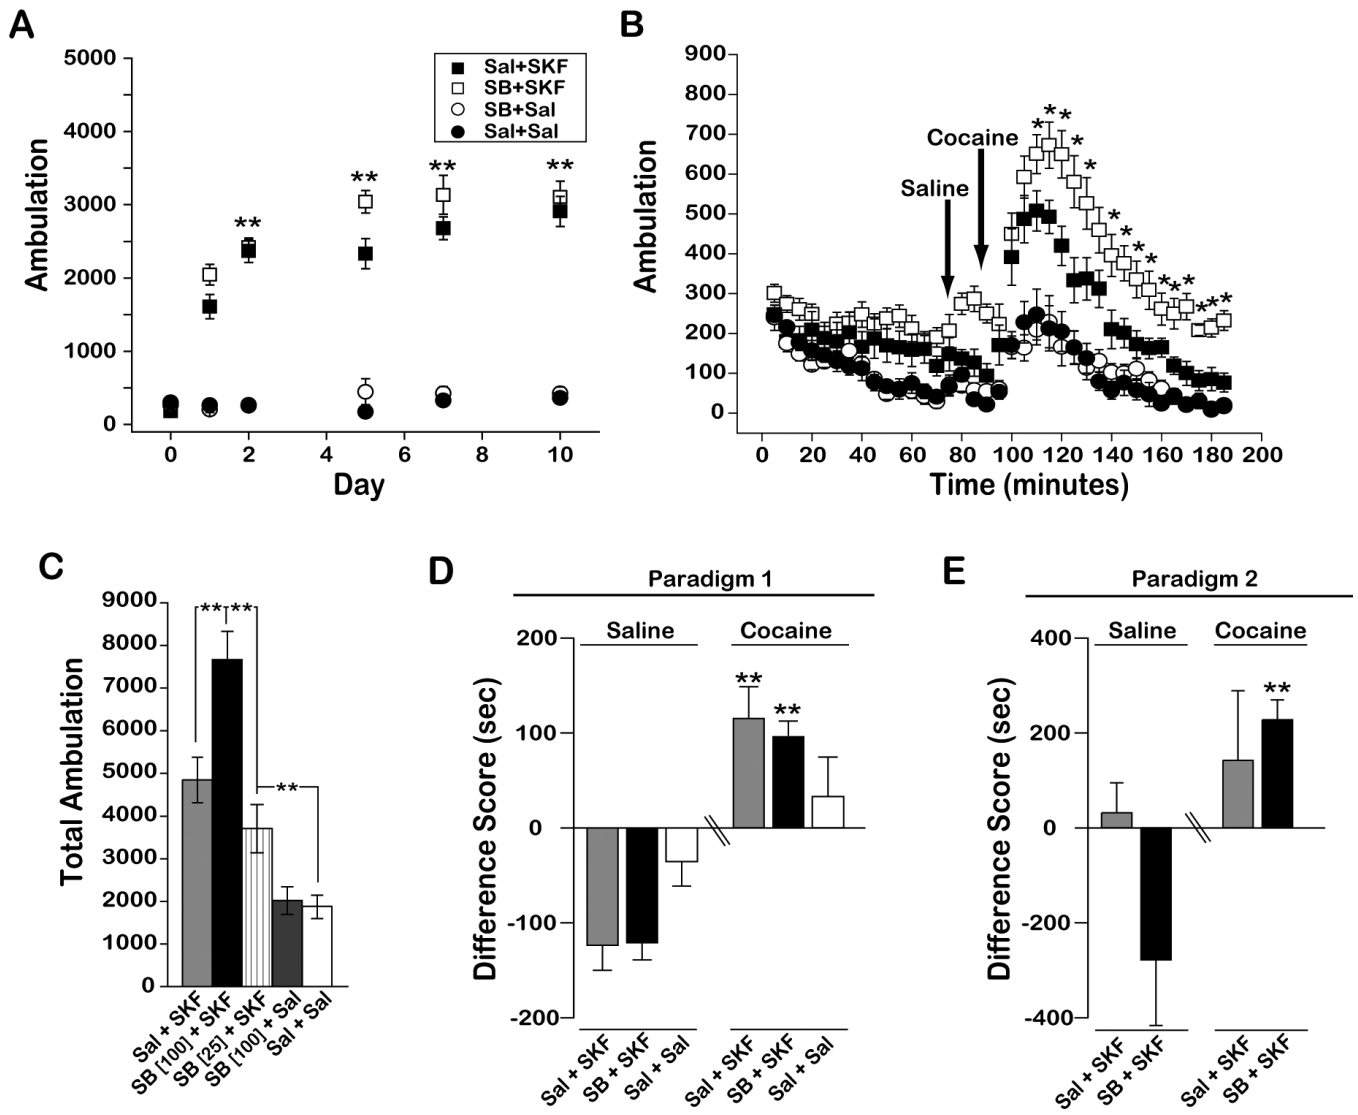 A
5000
4000
3000
2000
1000
0
Ambulation
Sal+SKF
SB+SKF
SB+Sal
Sal+Sal
**
**
**
**
0
2
4
6
8
10
Day
B
900
800
700
600
500
400
300
200
100
0
Ambulation
Saline
Cocaine
* * * * * * * * * * * * * * *
0 20 40 60 80 100 120 140 160 180 200
Time (minutes)
C
9000
8000
7000
6000
5000
4000
3000
2000
1000
0
Total Ambulation
** **
**
Sal + SKF
SB [100] + SKF
SB [25] + SKF
SB [100] + Sal
Sal + Sal
D
Paradigm 1
Saline
Cocaine
200
100
0
-100
-200
Difference Score (sec)
**
**
Sal + SKF
SB + SKF
Sal + Sal
Sal + SKF
SB + SKF
Sal + Sal
E
Paradigm 2
Saline
Cocaine
400
200
0
-200
-400
Difference Score (sec)
**
Sal + SKF
SB + SKF
Sal + SKF
SB + SKF